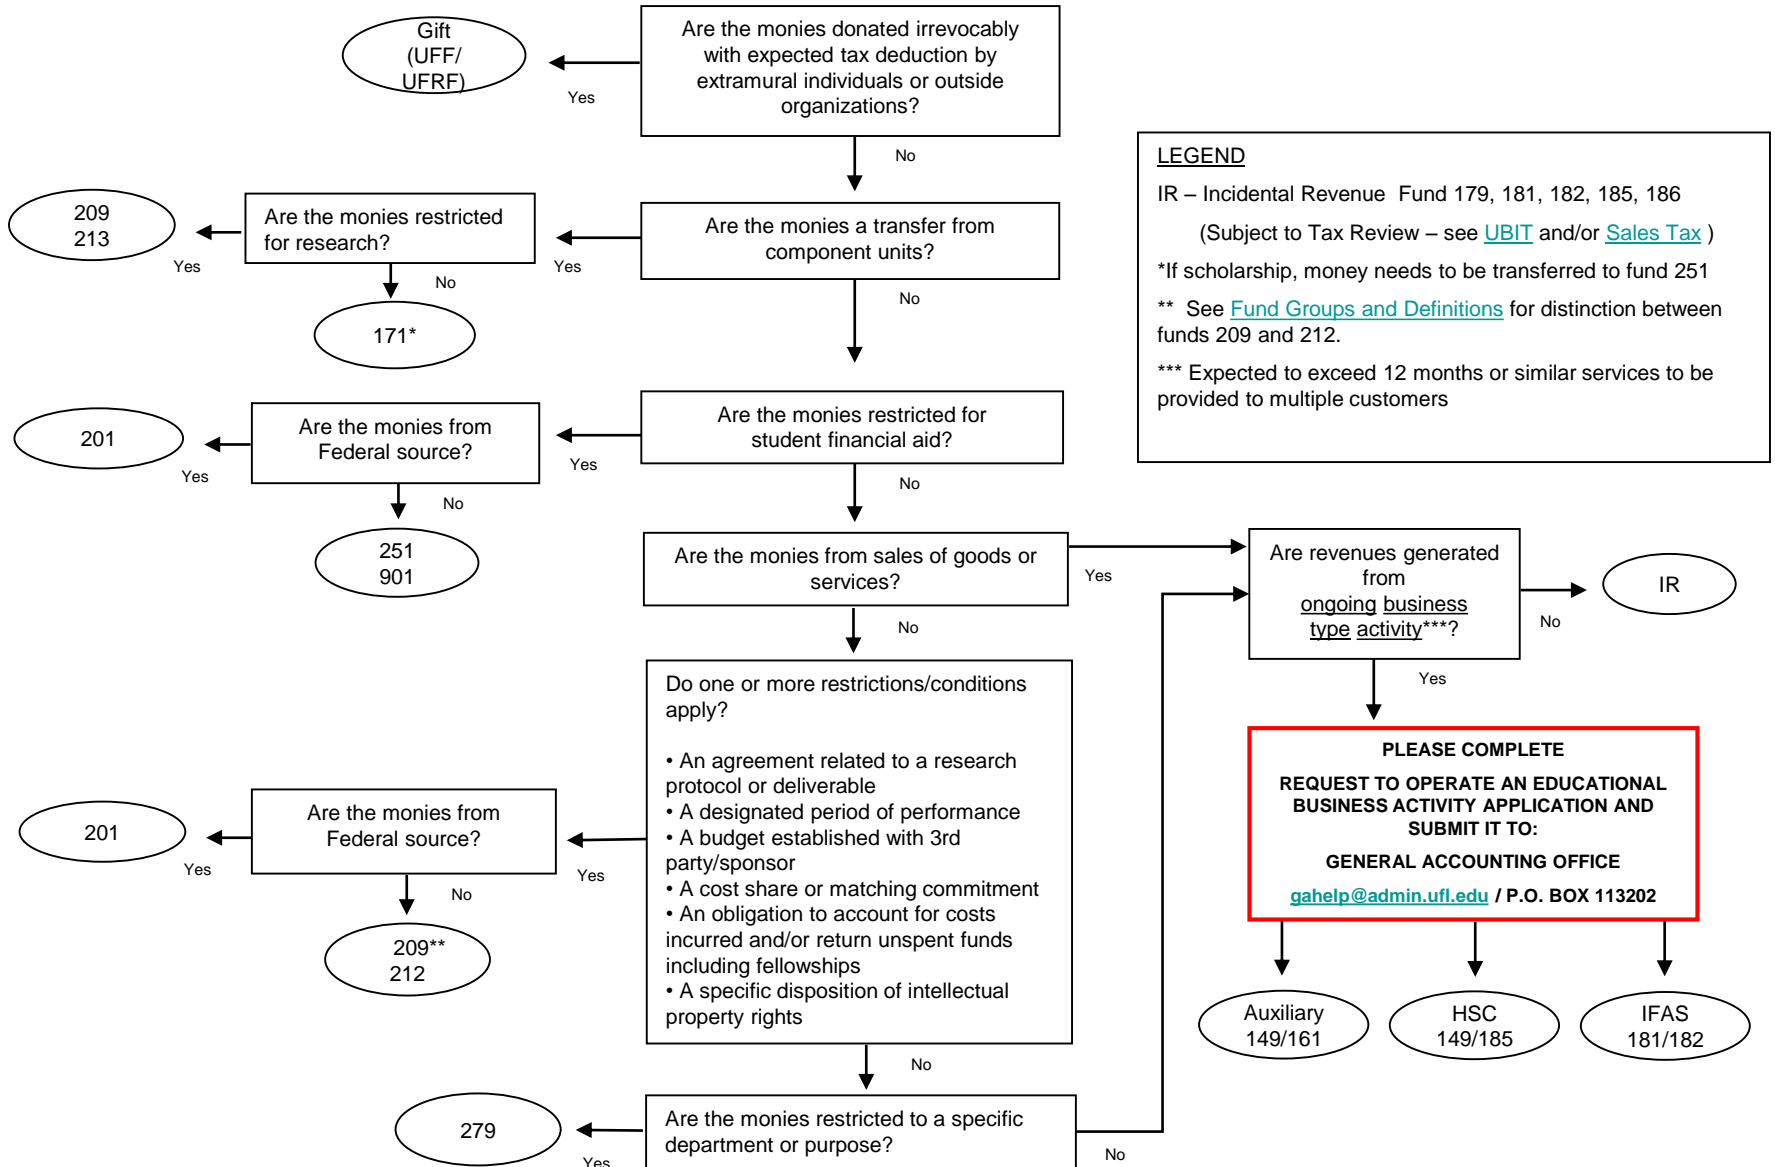 Gift
(UFF/
UFRF)
Yes
Are the monies donated irrevocably
with expected tax deduction by
extramural individuals or outside
organizations?
No
209
213
Yes
Are the monies restricted
for research?
Yes
Are the monies a transfer from
component units?
No
171*
No
201
Yes
Are the monies from
Federal source?
Yes
Are the monies restricted for
student financial aid?
No
251
901
No
Are the monies from sales of goods or
services?
Yes
No
Are revenues generated
from
ongoing business
type activity***?
No
IR
Yes
Do one or more restrictions/conditions
apply?
• An agreement related to a research
protocol or deliverable
• A designated period of performance
• A budget established with 3rd
party/sponsor
• A cost share or matching commitment
• An obligation to account for costs
incurred and/or return unspent funds
including fellowships
• A specific disposition of intellectual
property rights
201
Yes
Are the monies from
Federal source?
Yes
No
209**
212
No
279
Yes
Are the monies restricted to a specific
department or purpose?
No
LEGEND
IR – Incidental Revenue Fund 179, 181, 182, 185, 186
(Subject to Tax Review – see UBIT and/or Sales Tax )
*If scholarship, money needs to be transferred to fund 251
** See Fund Groups and Definitions for distinction between
funds 209 and 212.
*** Expected to exceed 12 months or similar services to be
provided to multiple customers
PLEASE COMPLETE
REQUEST TO OPERATE AN EDUCATIONAL
BUSINESS ACTIVITY APPLICATION AND
SUBMIT IT TO:
GENERAL ACCOUNTING OFFICE
gahelp@admin.ufl.edu / P.O. BOX 113202
Auxiliary
149/161
HSC
149/185
IFAS
181/182